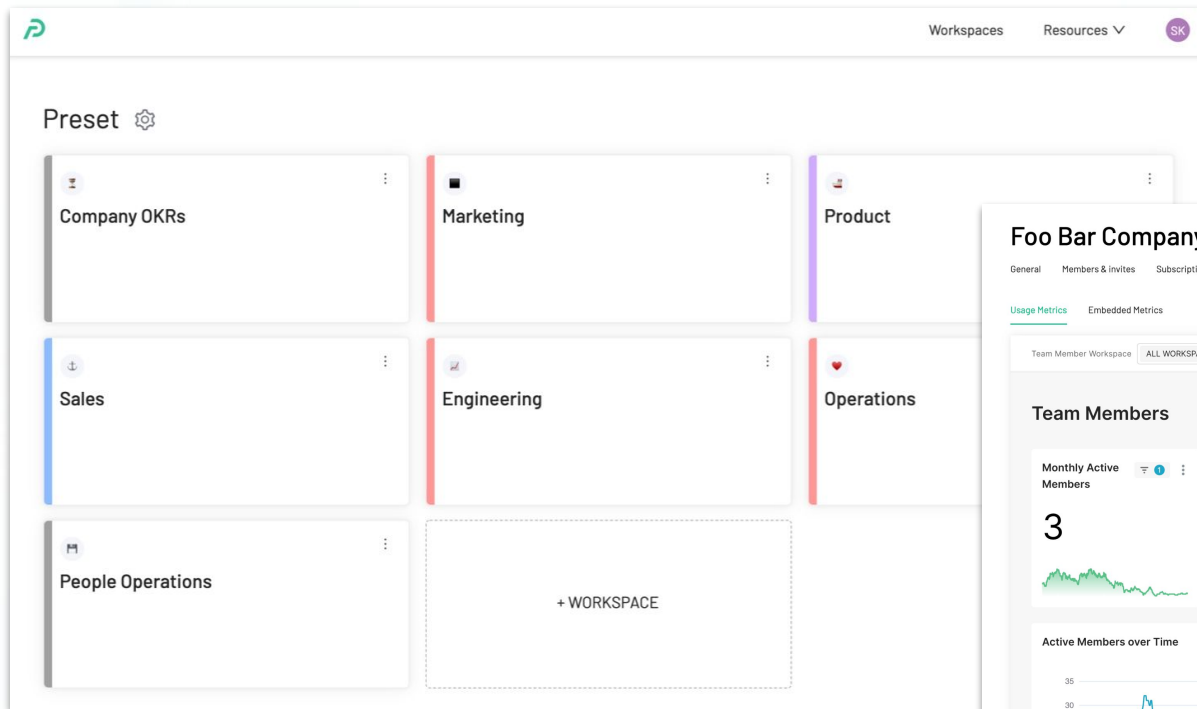 Workspaces
Resources
SK
Preset
Company OKRs
Marketing
Product
Sales
Engineering
Operations
People Operations
+ WORKSPACE
Foo Bar Company
General
Members & invites
Subscripti
Usage Metrics
Embedded Metrics
Team Member Workspace
ALL WORKSPA
Team Members
Monthly Active
Members
1
3
Active Members over Time
35
30